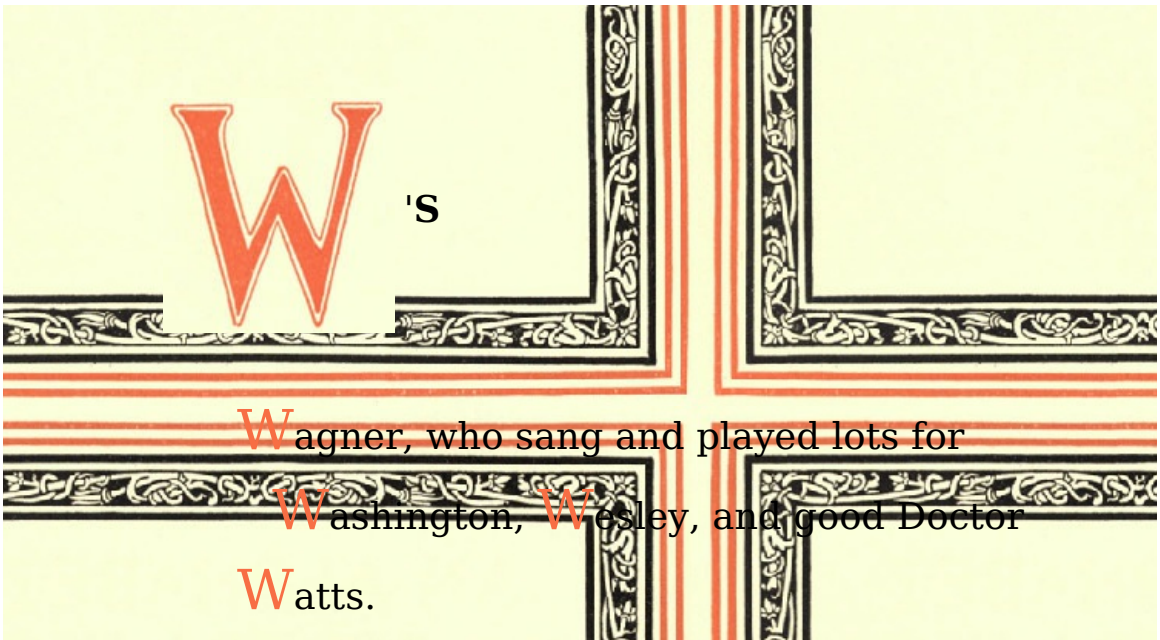 W'S
Wagner, who sang and played lots for
Washington, Wesley, and good Doctor
Watts.